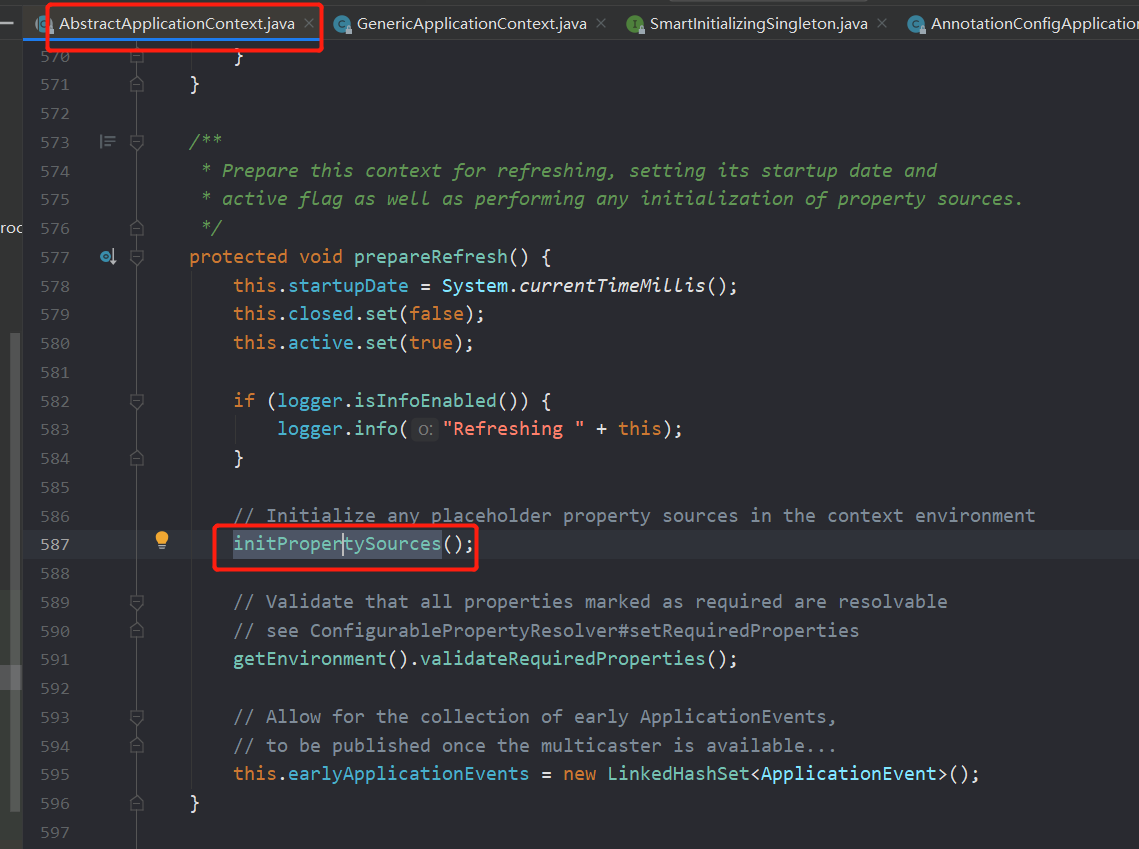 AbstractApplicationContext.java × GenericApplicationContext.java × SmartInitializingSingleton.java × AnnotationConfigApplication
570 }
571 }
572
573 /**
574 * Prepare this context for refreshing, setting its startup date and
575 * active flag as well as performing any initialization of property sources.
576 */
577 protected void prepareRefresh() {
578 this.startupDate = System.currentTimeMillis();
579 this.closed.set(false);
580 this.active.set(true);
581
582 if (logger.isInfoEnabled()) {
583 logger.info( o: "Refreshing " + this);
584 }
585
586 // Initialize any placeholder property sources in the context environment
587 initPropertySources();
588
589 // Validate that all properties marked as required are resolvable
590 // see ConfigurablePropertyResolver#setRequiredProperties
591 getEnvironment().validateRequiredProperties();
592
593 // Allow for the collection of early ApplicationEvents,
594 // to be published once the multicaster is available...
595 this.earlyApplicationEvents = new LinkedHashSet<ApplicationEvent>();
596 }
597